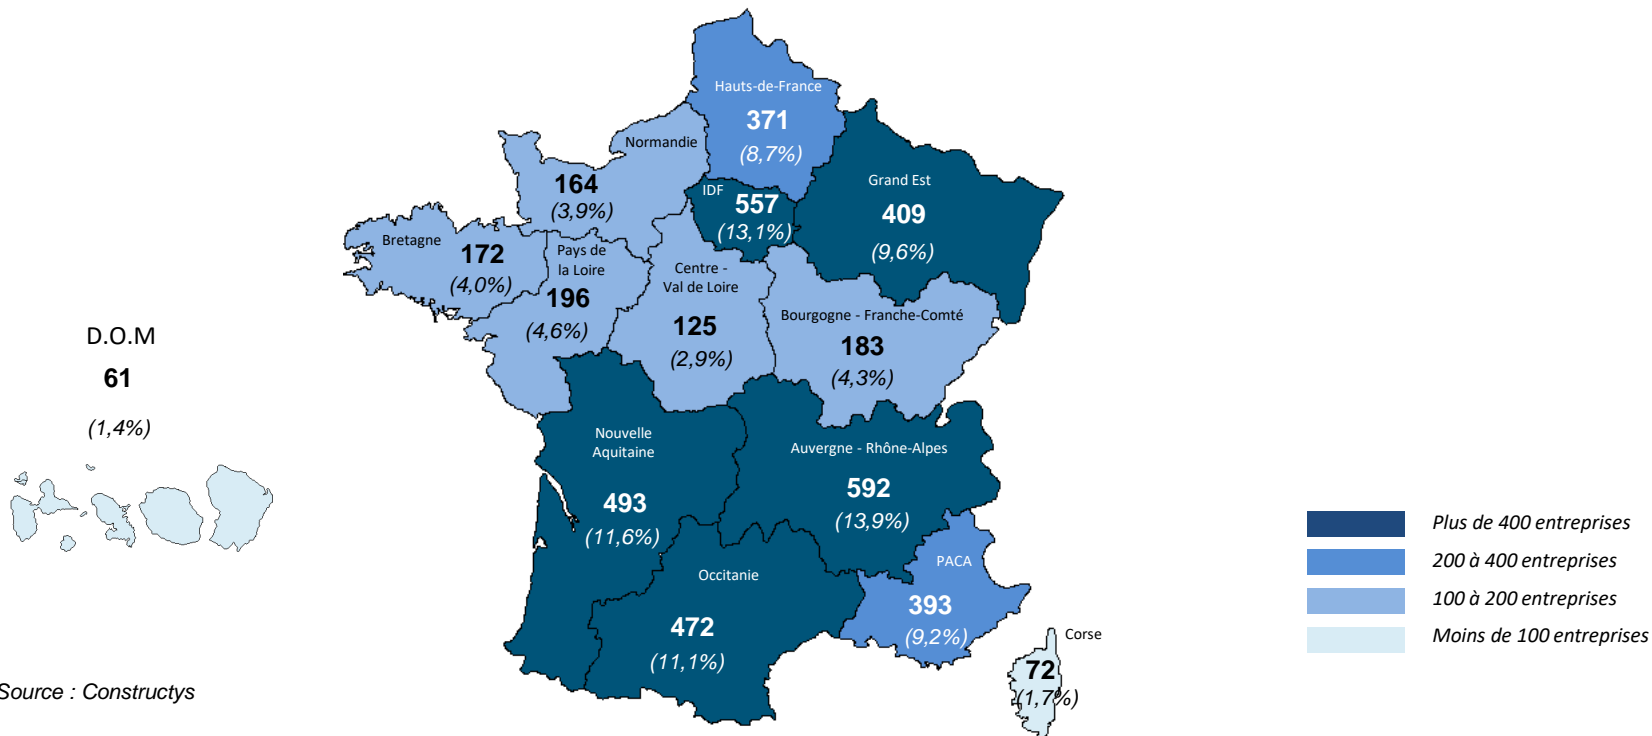 Hauts-de-France
371
(8,7%)
Normandie
164
(3,9%)
IDF
557
(13,1%)
Grand Est
409
(9,6%)
Bretagne
172
(4,0%)
Pays de
la Loire
196
(4,6%)
Centre -
Val de Loire
125
(2,9%)
Bourgogne - Franche-Comté
183
(4,3%)
D.O.M
61
(1,4%)
Nouvelle
Aquitaine
493
(11,6%)
Auvergne - Rhône-Alpes
592
(13,9%)
Occitanie
472
(11,1%)
PACA
393
(9,2%)
Corse
72
(1,7%)
Plus de 400 entreprises
200 à 400 entreprises
100 à 200 entreprises
Moins de 100 entreprises
Source : Constructys